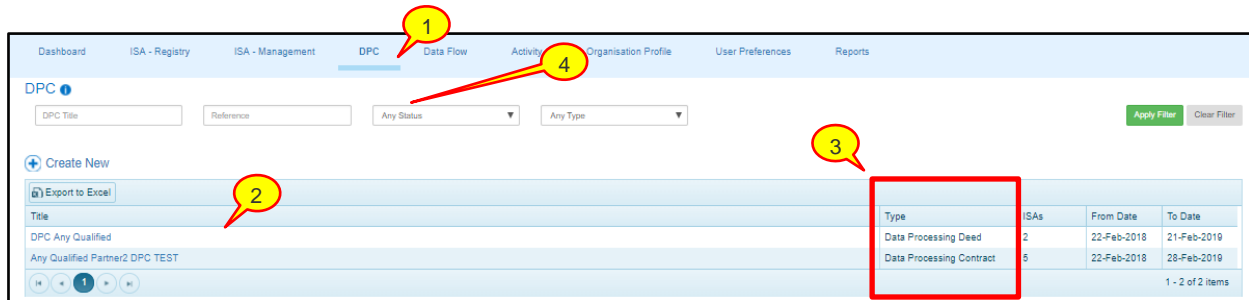 1
Dashboard ISA - Registry ISA - Management DPC Data Flow Activity Organisation Profile User Preferences Reports
4
DPC
DPC Title Reference Any Status Any Type Apply Filter Clear Filter
3
Create New
Export to Excel
2
Title Type ISAs From Date To Date
DPC Any Qualified Data Processing Deed 2 22-Feb-2018 21-Feb-2019
Any Qualified Partner2 DPC TEST Data Processing Contract 5 22-Feb-2018 28-Feb-2019
1 1 - 2 of 2 items